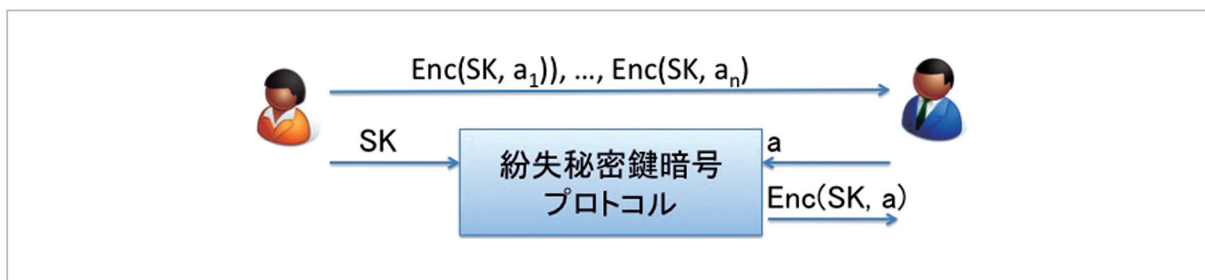 Enc(SK, a₁)), ..., Enc(SK, aₙ)
SK
紛失秘密鍵暗号
プロトコル
a
Enc(SK, a)